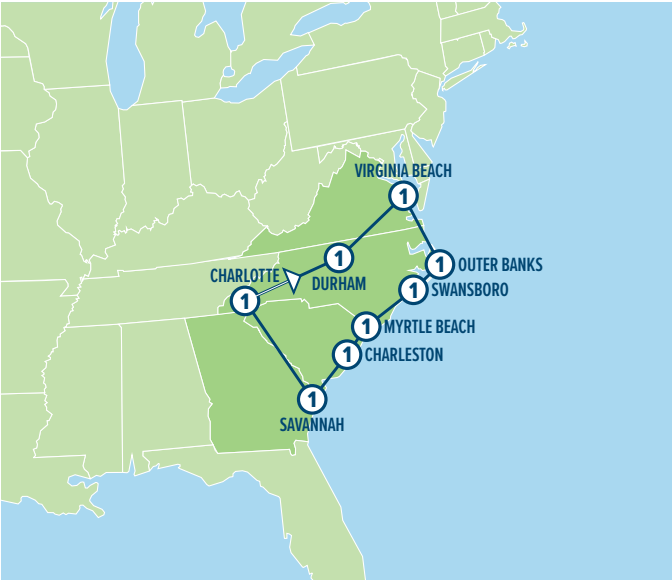 VIRGINIA BEACH
1
1
CHARLOTTE
DURHAM
1
OUTER BANKS
1
1
SWANSBORO
1
MYRTLE BEACH
1
CHARLESTON
1
SAVANNAH